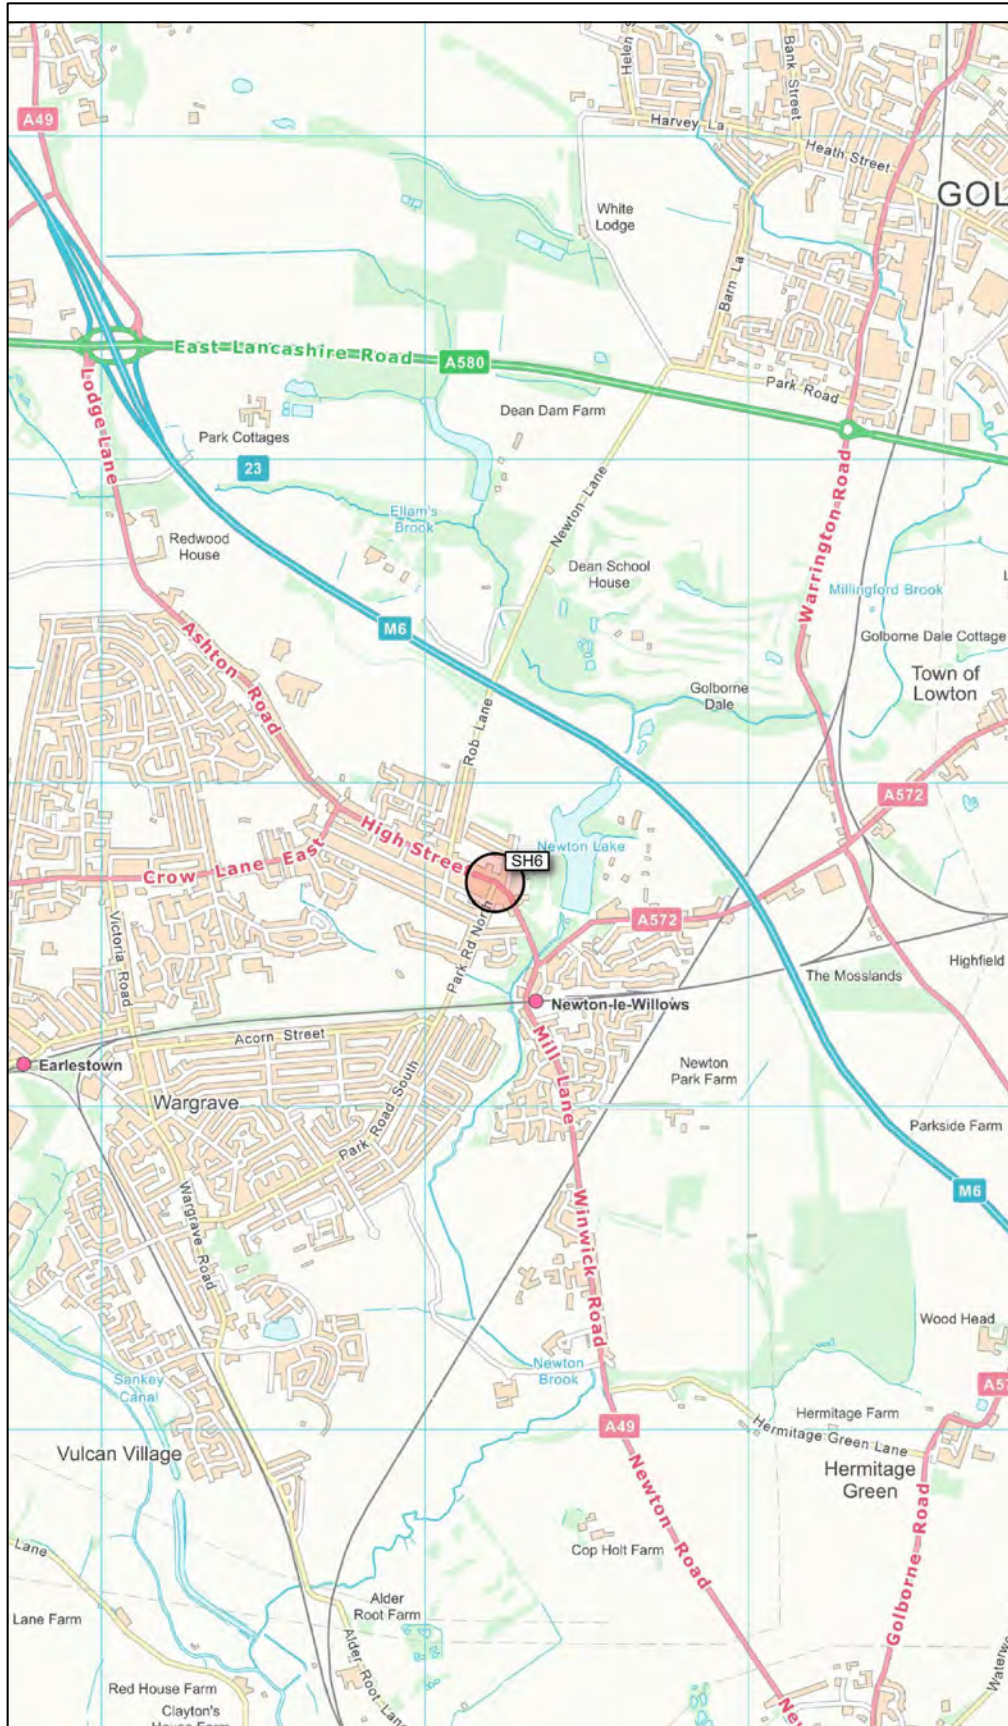 Helen S
Bank
Street
A49
Harvey La
Heath Street
GOL
White
Lodge
Barn La
East Lancashire Road
A580
Park Road
Lodge Lane
Dean Dam Farm
Park Cottages
23
Newton Lane
Warrington Road
Ellam's
Brook
Redwood
House
Dean School
House
Millingford Brook
M6
Ashton Road
Golborne Dale Cottage
Town of
Lowton
Golborne
Dale
Rob Lane
A572
High Street
Newton Lake
SH6
Crow Lane East
Park Rd North
A572
Victoria Road
Highfield
The Mosslands
Newton-le-Willows
Acorn Street
Earlestown
Mill Lane
Newton
Park Farm
Wargrave
Park Road South
Parkside Farm
M6
Wargrave Road
Winwick Road
Wood Head
Newton
Brook
Sankey
Canal
A57
Hermitage Farm
A49
Hermitage Green Lane
Vulcan Village
Hermitage
Green
Newton Road
Golborne Road
Lane
Cop Holt Farm
Alder
Root Farm
Lane Farm
Alder Root Lane
Waterw
Red House Farm
Clayton's
House Farm
Ne